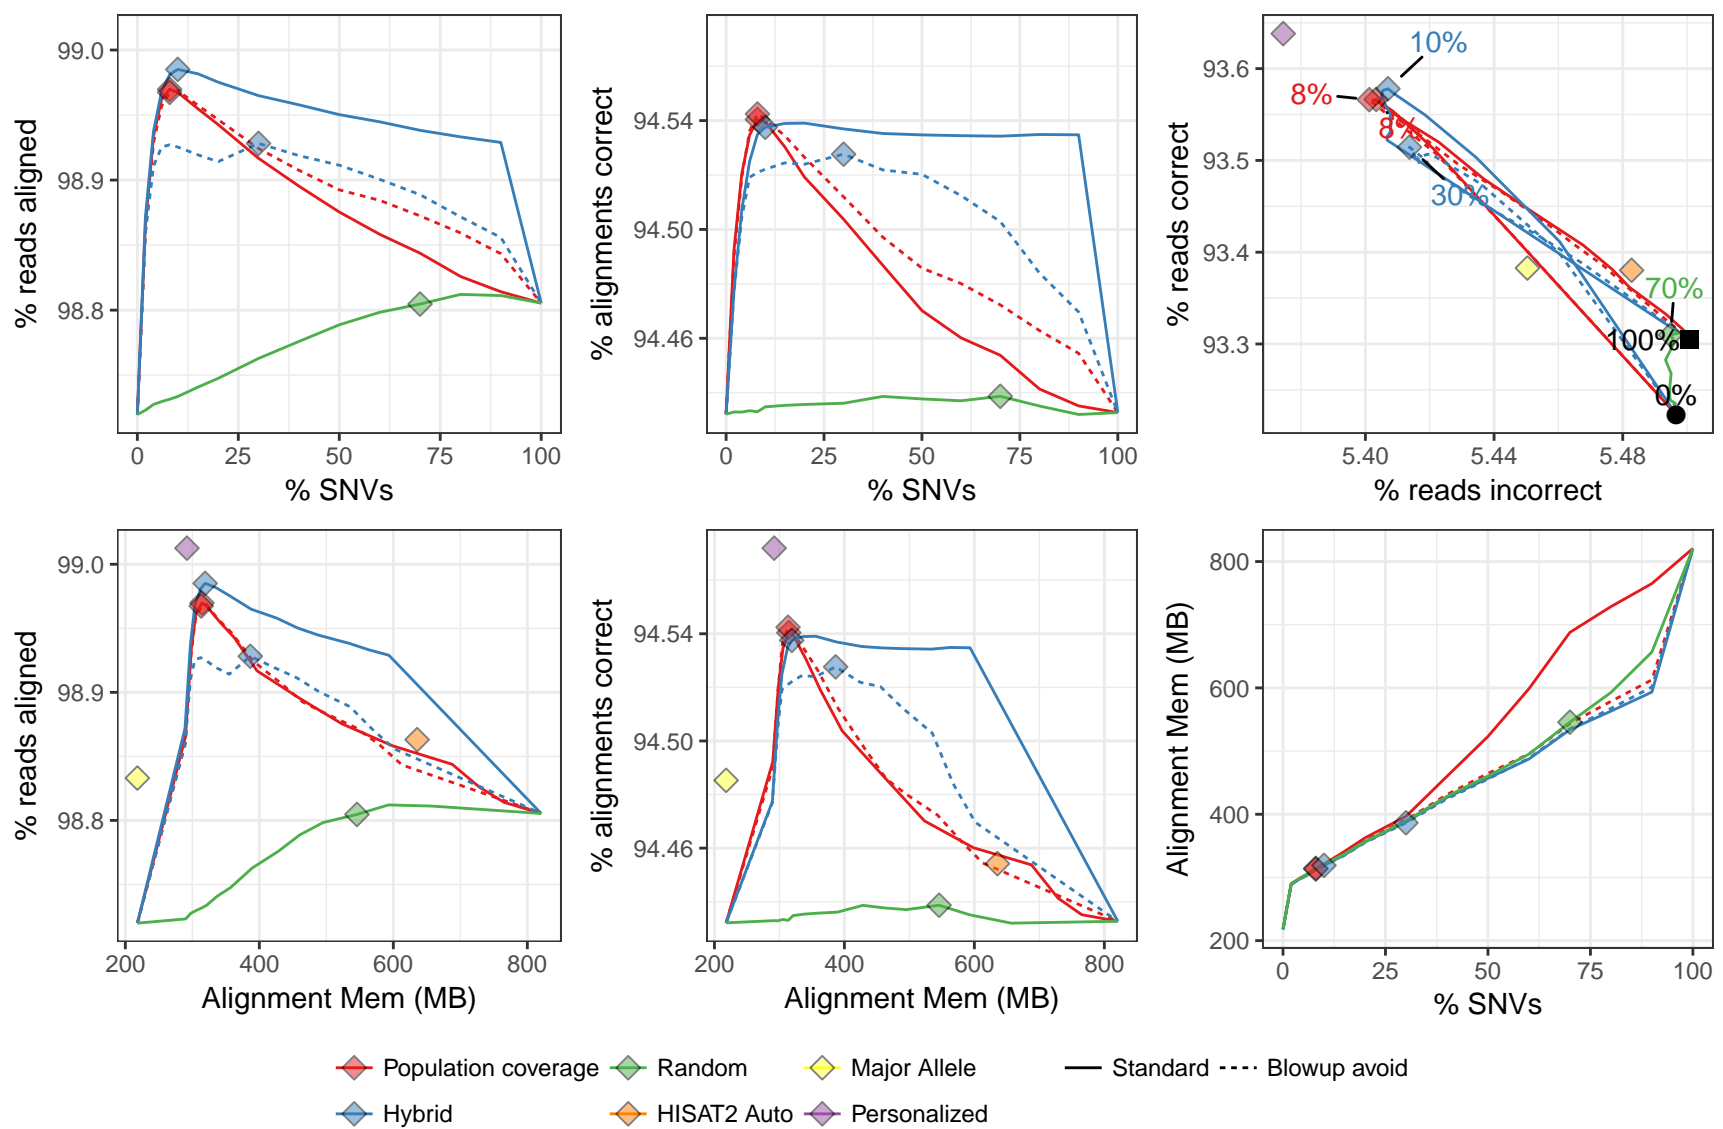 99.0
98.9
98.8
% reads aligned
0 25 50 75 100
% SNVs
94.54
94.50
94.46
% alignments correct
0 25 50 75 100
% SNVs
93.6
93.5
93.4
93.3
% reads correct
10%
8%
8%
30%
70%
100%
0%
5.40 5.44 5.48
% reads incorrect
99.0
98.9
98.8
% reads aligned
200 400 600 800
Alignment Mem (MB)
94.54
94.50
94.46
% alignments correct
200 400 600 800
Alignment Mem (MB)
800
600
400
200
Alignment Mem (MB)
0 25 50 75 100
% SNVs
Population coverage Random Major Allele Standard Blowup avoid
Hybrid HISAT2 Auto Personalized